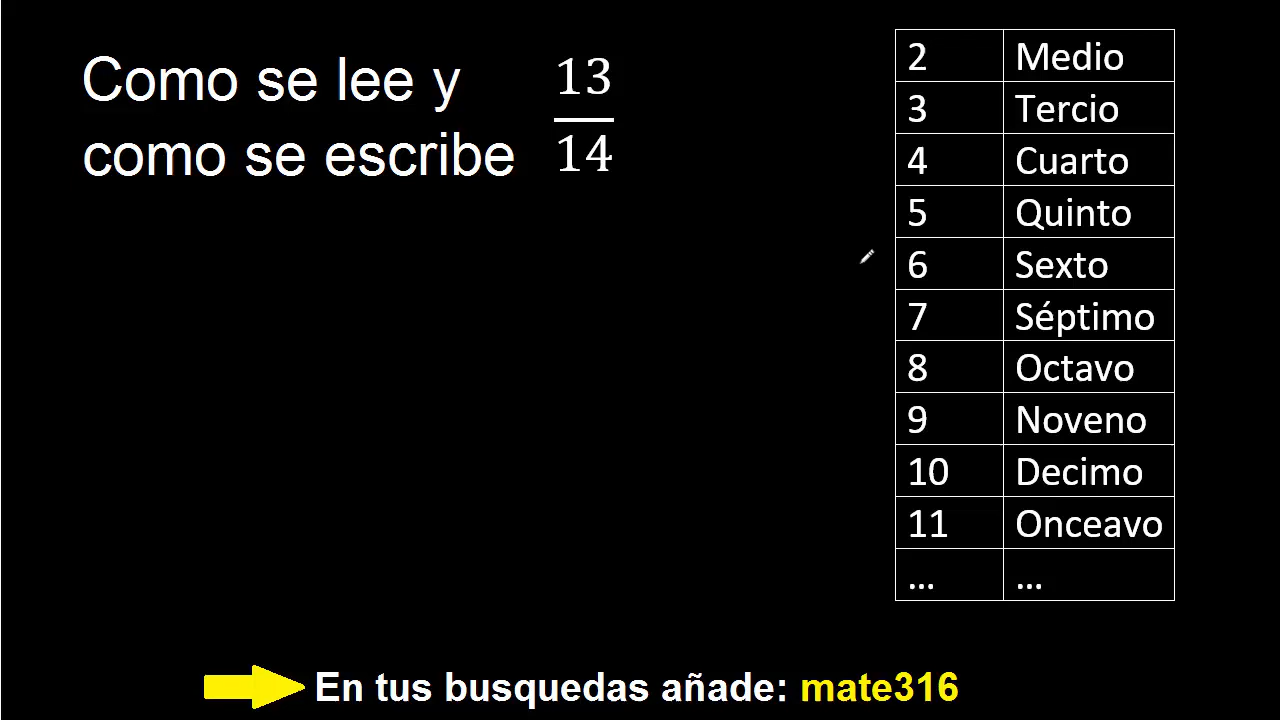 Como se lee y
como se escribe
13
14
2 Medio
3 Tercio
4 Cuarto
5 Quinto
6 Sexto
7 Séptimo
8 Octavo
9 Noveno
10 Decimo
11 Onceavo
... ...
En tus busquedas añade: mate316